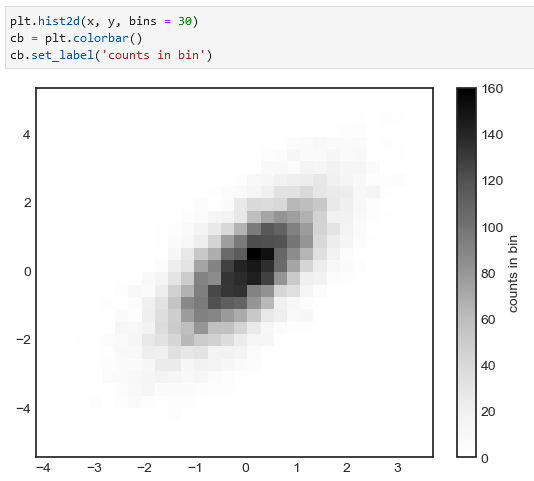 plt.hist2d(x, y, bins = 30)
cb = plt.colorbar()
cb.set_label('counts in bin')
160
4
140
120
2
100
0
80
counts in bin
60
−2
40
−4
20
0
−4 −3 −2 −1 0 1 2 3